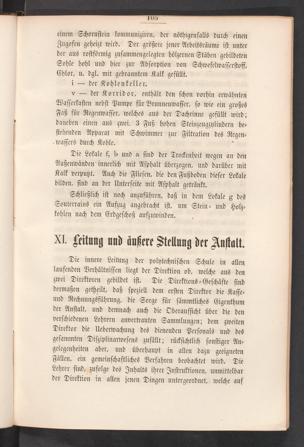 109
einem Schornstein kommuniziren, der nöthigenfalls durch einen
Zugofen geheizt wird. Der größere jener Arbeitsräume ist unter
der aus rostförmig zusammengelegten hölzernen Stäben gebildeten
Sohle hohl und hier zur Absorption von Schwefelwasserstoff,
Chlor, u. dgl. mit gebranntem Kalk gefüllt.
i — der Kohlenkeller.
v — der Korridor, enthält den schon vorhin erwähnten
Wasserkasten nebst Pumpe für Brunnenwasser, so wie ein großes
Faß für Regenwasser, welches aus der Dachrinne gefüllt wird;
daneben einen aus zwei, 3 Fuß hohen Steinzeugzilindern be-
stehenden Apparat mit Schwimmer zur Filtration des Regen-
wassers durch Kohle.
Die Lokale f, h und a sind der Trockenheit wegen an den
Außenwänden innerlich mit Asphalt überzogen, und darüber mit
Kalk verputzt. Auch die Fliesen, die den Fußboden dieser Lokale
bilden, sind an der Unterseite mit Asphalt getränkt.
Schließlich ist noch anzuführen, daß in dem Lokale g des
Souterrains ein Aufzug angebracht ist, um Stein- und Holz-
kohlen nach dem Erdgeschoß aufzuwinden.
XI. Leitung und äußere Stellung der Anstalt.
Die innere Leitung der polytechnischen Schule in allen
laufenden Verhältnissen liegt der Direktion ob, welche aus den
zwei Direktoren gebildet ist. Die Direktions-Geschäfte sind
dermaßen getheilt, daß speziell dem ersten Direktor die Kasse-
und Rechnungsführung, die Sorge für sämmtliches Eigenthum
der Anstalt, und demnach auch die Oberaufsicht über die den
verschiedenen Lehrern anvertrauten Sammlungen; dem zweiten
Direktor die Ueberwachung des dienenden Personals und des
gesammten Disziplinarwesens zufällt; rücksichtlich sonstiger An-
gelegenheiten aber, und überhaupt in allen dazu geeigneten
Fällen, ein gemeinschaftliches Verfahren beobachtet wird. Die
Lehrer sind, zufolge des Inhalts ihrer Instruktionen, unmittelbar
der Direktion in allen jenen Dingen untergeordnet, welche auf